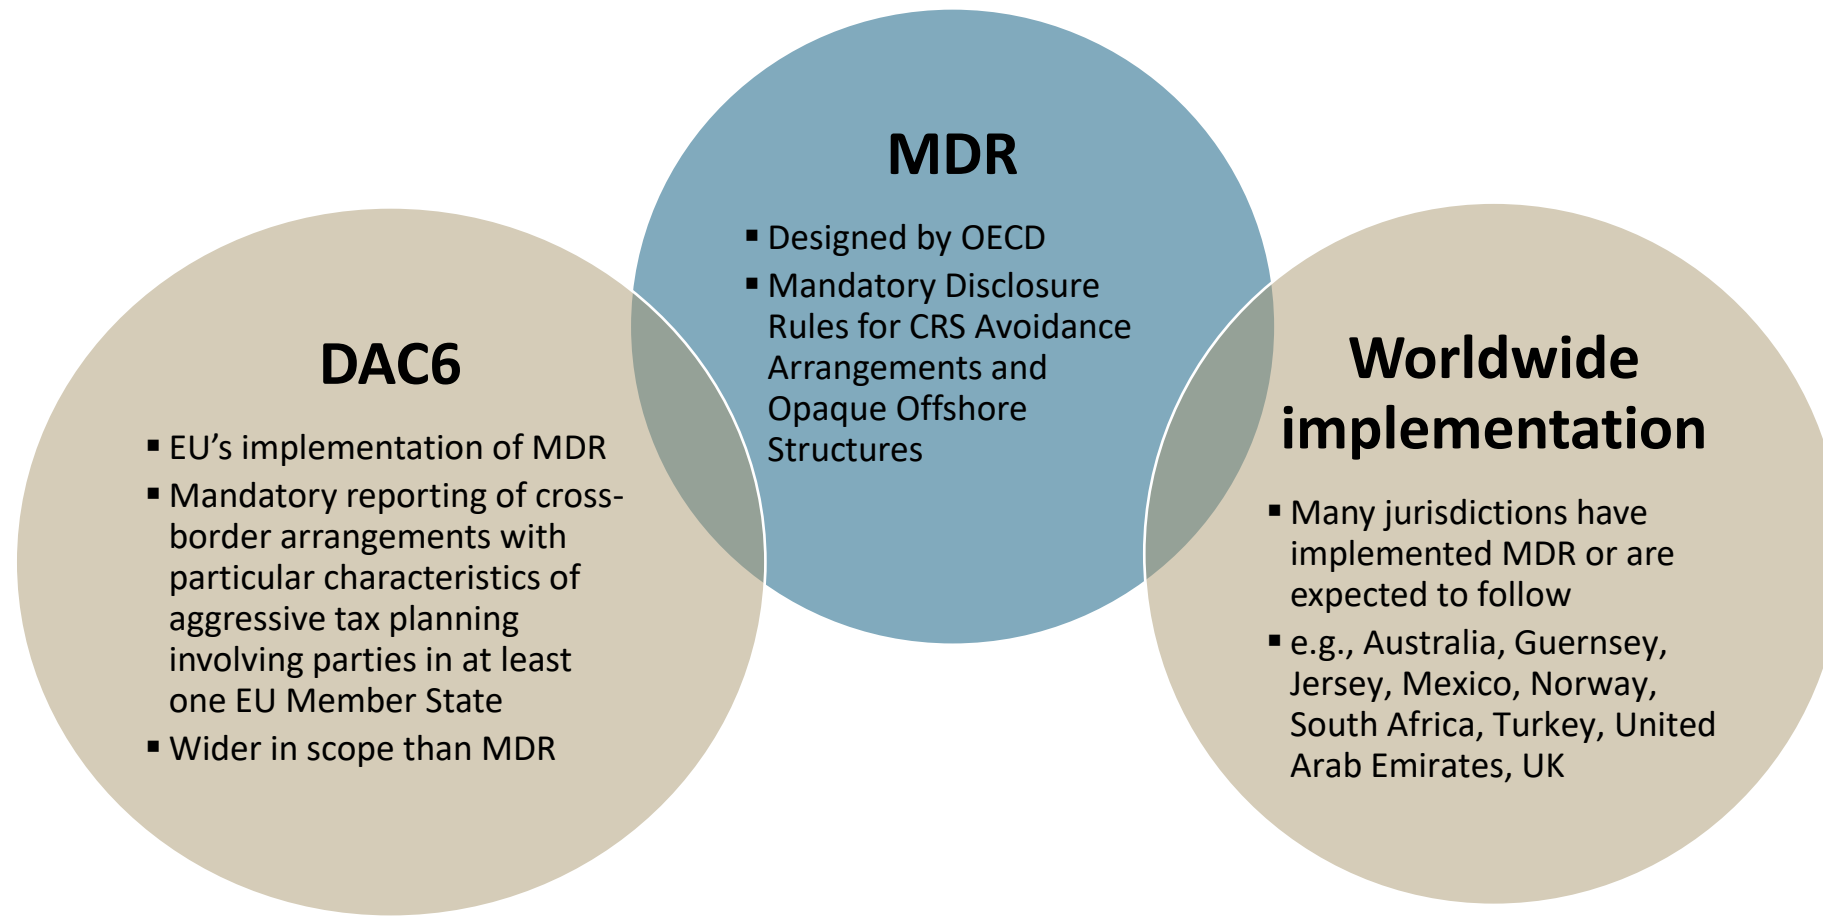 MDR
▪ Designed by OECD
▪ Mandatory Disclosure
Rules for CRS Avoidance
Arrangements and
Opaque Offshore
Structures
DAC6
▪ EU’s implementation of MDR
▪ Mandatory reporting of cross-
border arrangements with
particular characteristics of
aggressive tax planning
involving parties in at least
one EU Member State
▪ Wider in scope than MDR
Worldwide
implementation
▪ Many jurisdictions have
implemented MDR or are
expected to follow
▪ e.g., Australia, Guernsey,
Jersey, Mexico, Norway,
South Africa, Turkey, United
Arab Emirates, UK